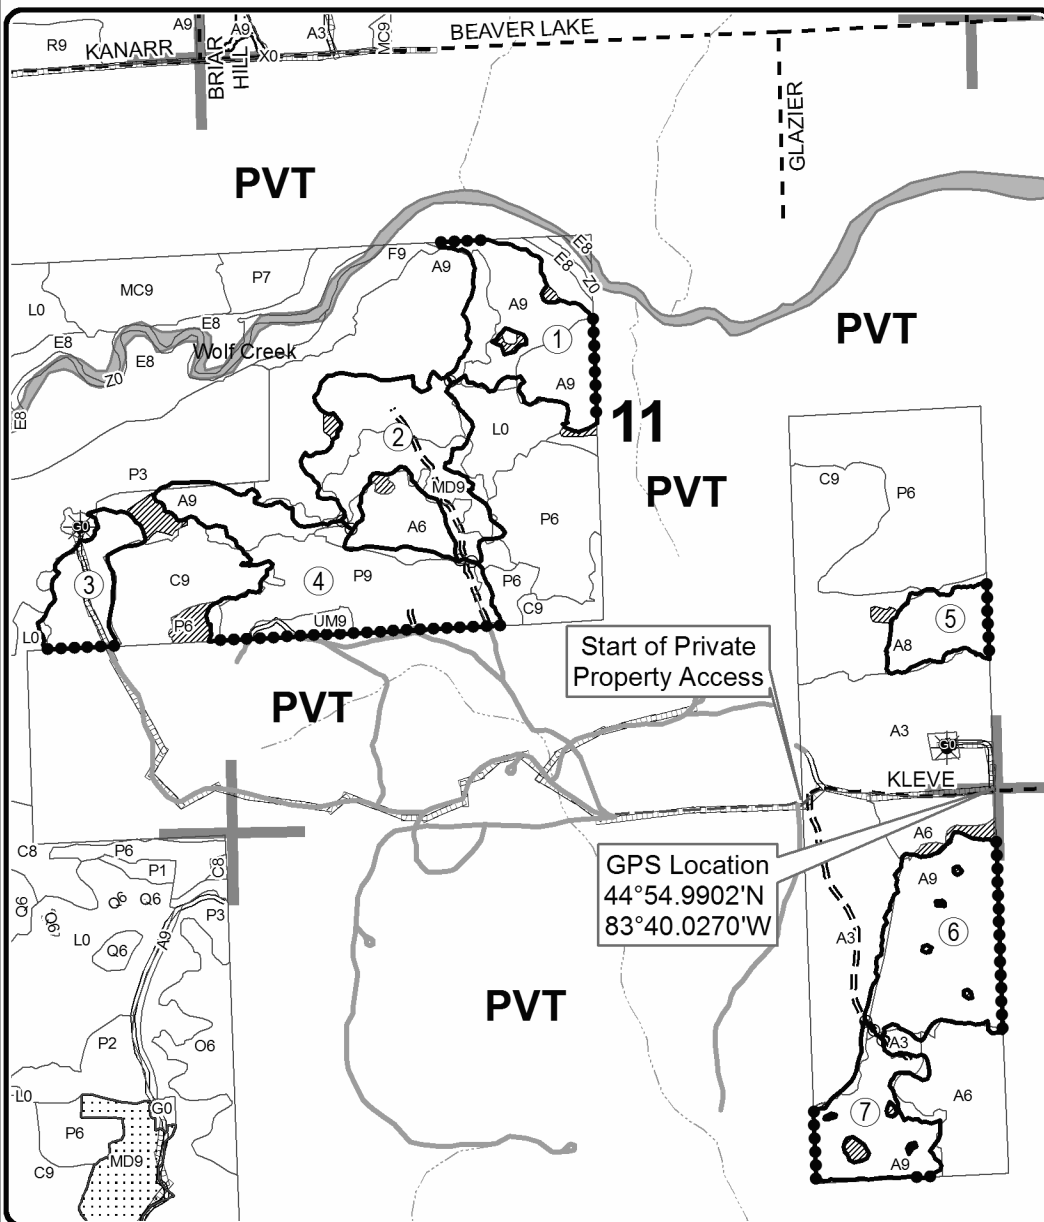 A9
A9
A3
MC9
R9
KANARR
BRIAR
HILL
X0
BEAVER LAKE
GLAZIER
PVT
F9
A9
E8
E8
Z0
P7
MC9
L0
A9
1
E8
E8
E8
Wolf Creek
Z0
E8
PVT
A9
11
2
L0
P3
A9
MD9
PVT
C9
P6
G0
A6
P6
3
C9
4
P9
P6
C9
5
A8
L0
P6
UM9
Start of Private
Property Access
PVT
A3
G0
KLEVE
C8
P6
P1
C8
A6
GPS Location
44°54.9902'N
83°40.0270'W
A9
Q6
Q6
Q6
Q6
P3
L0
Q6
A9
A3
6
PVT
P2
O6
A3
L0
G0
A6
P6
7
MD9
C9
A9